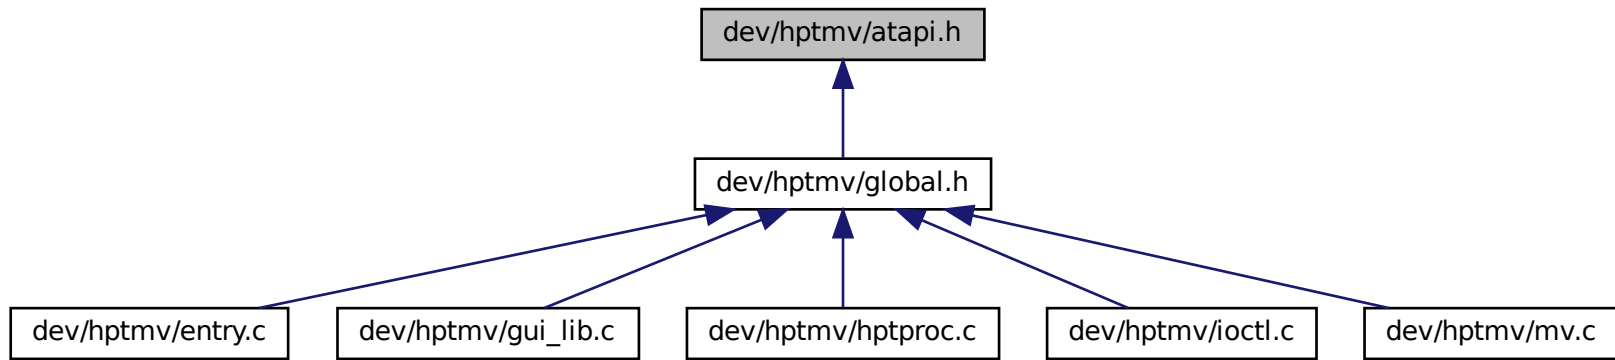 dev/hptmv/atapi.h
dev/hptmv/global.h
dev/hptmv/entry.c
dev/hptmv/gui_lib.c
dev/hptmv/hptproc.c
dev/hptmv/ioctl.c
dev/hptmv/mv.c